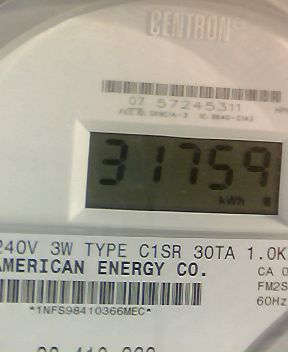 CENTRON®
07 57245311
31759
kWh
240V 3W TYPE C1SR 30TA 1.0K
AMERICAN ENERGY CO.
CA 0
FM2S
60Hz
*1NFS98410366MEC*